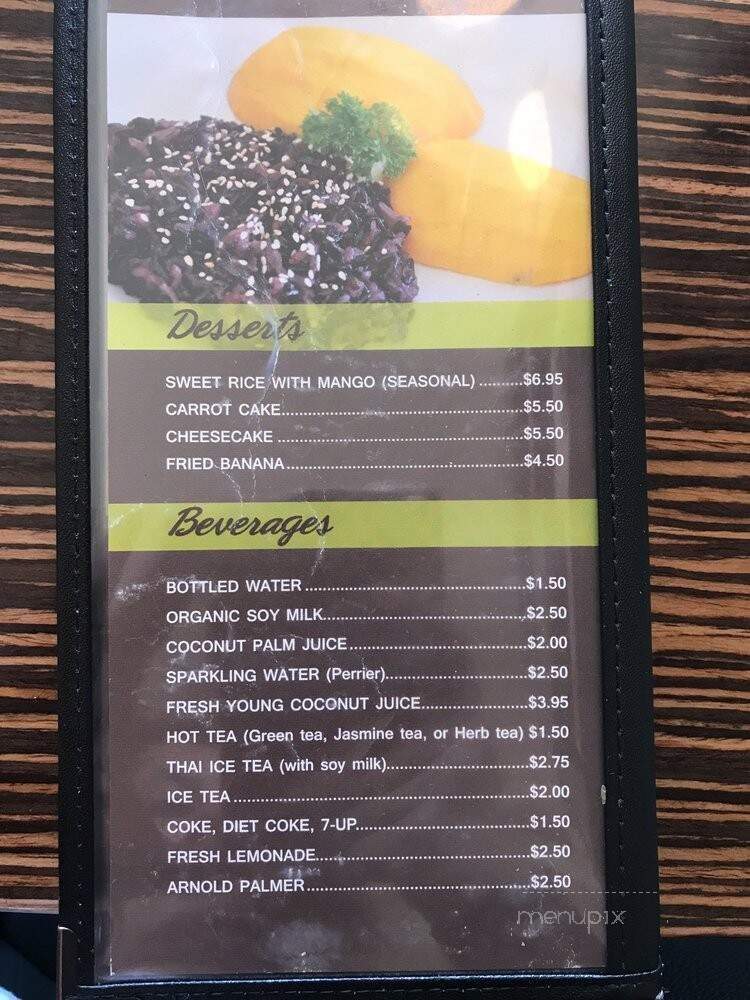 Desserts
SWEET RICE WITH MANGO (SEASONAL) ..........$6.95
CARROT CAKE......................................................$5.50
CHEESECAKE ......................................................$5.50
FRIED BANANA.....................................................$4.50
Beverages
BOTTLED WATER ..................................................$1.50
ORGANIC SOY MILK..............................................$2.50
COCONUT PALM JUICE ........................................$2.00
SPARKLING WATER (Perrier)................................$2.50
FRESH YOUNG COCONUT JUICE........................$3.95
HOT TEA (Green tea, Jasmine tea, or Herb tea) $1.50
THAI ICE TEA (with soy milk)................................$2.75
ICE TEA ..................................................................$2.00
COKE, DIET COKE, 7-UP.......................................$1.50
FRESH LEMONADE................................................$2.50
ARNOLD PALMER ..................................................$2.50
menupix